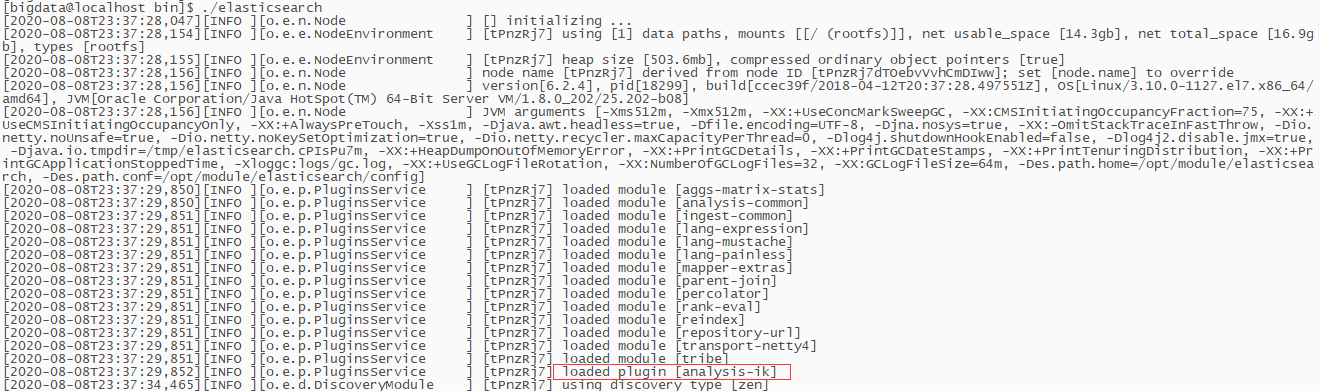 [bigdata@localhost bin]$ ./elasticsearch
[2020-08-08T23:37:28,047][INFO ][o.e.n.Node               ] [] initializing ...
[2020-08-08T23:37:28,154][INFO ][o.e.e.NodeEnvironment    ] [tPnzRj7] using [1] data paths, mounts [[/ (rootfs)]], net usable_space [14.3gb], net total_space [16.9g
b], types [rootfs]
[2020-08-08T23:37:28,155][INFO ][o.e.e.NodeEnvironment    ] [tPnzRj7] heap size [503.6mb], compressed ordinary object pointers [true]
[2020-08-08T23:37:28,156][INFO ][o.e.n.Node               ] node name [tPnzRj7] derived from node ID [tPnzRj7dTOebvVvhCmDIww]; set [node.name] to override
[2020-08-08T23:37:28,156][INFO ][o.e.n.Node               ] version[6.2.4], pid[18299], build[ccec39f/2018-04-12T20:37:28.497551Z], OS[Linux/3.10.0-1127.el7.x86_64/
amd64], JVM[Oracle Corporation/Java HotSpot(TM) 64-Bit Server VM/1.8.0_202/25.202-b08]
[2020-08-08T23:37:28,156][INFO ][o.e.n.Node               ] JVM arguments [-Xms512m, -Xmx512m, -XX:+UseConcMarkSweepGC, -XX:CMSInitiatingOccupancyFraction=75, -XX:+
UseCMSInitiatingOccupancyOnly, -XX:+AlwaysPreTouch, -Xss1m, -Djava.awt.headless=true, -Dfile.encoding=UTF-8, -Djna.nosys=true, -XX:-OmitStackTraceInFastThrow, -Dio.
netty.noUnsafe=true, -Dio.netty.noKeySetOptimization=true, -Dio.netty.recycler.maxCapacityPerThread=0, -Dlog4j.shutdownHookEnabled=false, -Dlog4j2.disable.jmx=true,
 -Djava.io.tmpdir=/tmp/elasticsearch.cPIsPu7m, -XX:+HeapDumpOnOutOfMemoryError, -XX:+PrintGCDetails, -XX:+PrintGCDateStamps, -XX:+PrintTenuringDistribution, -XX:+Pr
intGCApplicationStoppedTime, -Xloggc:logs/gc.log, -XX:+UseGCLogFileRotation, -XX:NumberOfGCLogFiles=32, -XX:GCLogFileSize=64m, -Des.path.home=/opt/module/elasticsea
rch, -Des.path.conf=/opt/module/elasticsearch/config]
[2020-08-08T23:37:29,850][INFO ][o.e.p.PluginsService     ] [tPnzRj7] loaded module [aggs-matrix-stats]
[2020-08-08T23:37:29,850][INFO ][o.e.p.PluginsService     ] [tPnzRj7] loaded module [analysis-common]
[2020-08-08T23:37:29,851][INFO ][o.e.p.PluginsService     ] [tPnzRj7] loaded module [ingest-common]
[2020-08-08T23:37:29,851][INFO ][o.e.p.PluginsService     ] [tPnzRj7] loaded module [lang-expression]
[2020-08-08T23:37:29,851][INFO ][o.e.p.PluginsService     ] [tPnzRj7] loaded module [lang-mustache]
[2020-08-08T23:37:29,851][INFO ][o.e.p.PluginsService     ] [tPnzRj7] loaded module [lang-painless]
[2020-08-08T23:37:29,851][INFO ][o.e.p.PluginsService     ] [tPnzRj7] loaded module [mapper-extras]
[2020-08-08T23:37:29,851][INFO ][o.e.p.PluginsService     ] [tPnzRj7] loaded module [parent-join]
[2020-08-08T23:37:29,851][INFO ][o.e.p.PluginsService     ] [tPnzRj7] loaded module [percolator]
[2020-08-08T23:37:29,851][INFO ][o.e.p.PluginsService     ] [tPnzRj7] loaded module [rank-eval]
[2020-08-08T23:37:29,851][INFO ][o.e.p.PluginsService     ] [tPnzRj7] loaded module [reindex]
[2020-08-08T23:37:29,851][INFO ][o.e.p.PluginsService     ] [tPnzRj7] loaded module [repository-url]
[2020-08-08T23:37:29,851][INFO ][o.e.p.PluginsService     ] [tPnzRj7] loaded module [transport-netty4]
[2020-08-08T23:37:29,851][INFO ][o.e.p.PluginsService     ] [tPnzRj7] loaded module [tribe]
[2020-08-08T23:37:29,852][INFO ][o.e.p.PluginsService     ] [tPnzRj7] loaded plugin [analysis-ik]
[2020-08-08T23:37:34,465][INFO ][o.e.d.DiscoveryModule    ] [tPnzRj7] using discovery type [zen]